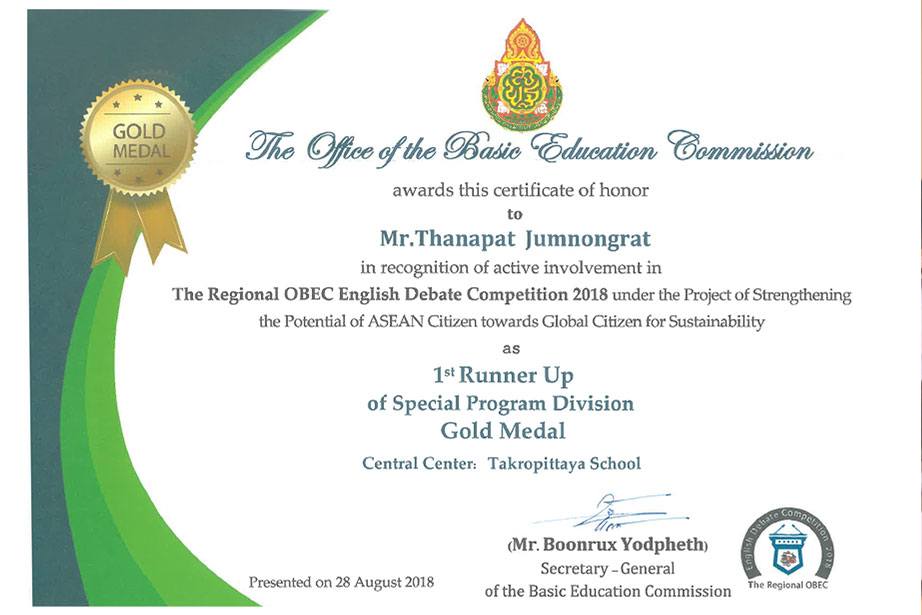 GOLD
MEDAL
The Office of the Basic Education Commission
awards this certificate of honor
to
Mr.Thanapat Jumnongrat
in recognition of active involvement in
The Regional OBEC English Debate Competition 2018 under the Project of Strengthening
the Potential of ASEAN Citizen towards Global Citizen for Sustainability
as
1st Runner Up
of Special Program Division
Gold Medal
Central Center: Takropittaya School
(Mr. Boonrux Yodpheth)
Secretary – General
of the Basic Education Commission
Presented on 28 August 2018
English Debate Competition 2018
The Regional OBEC